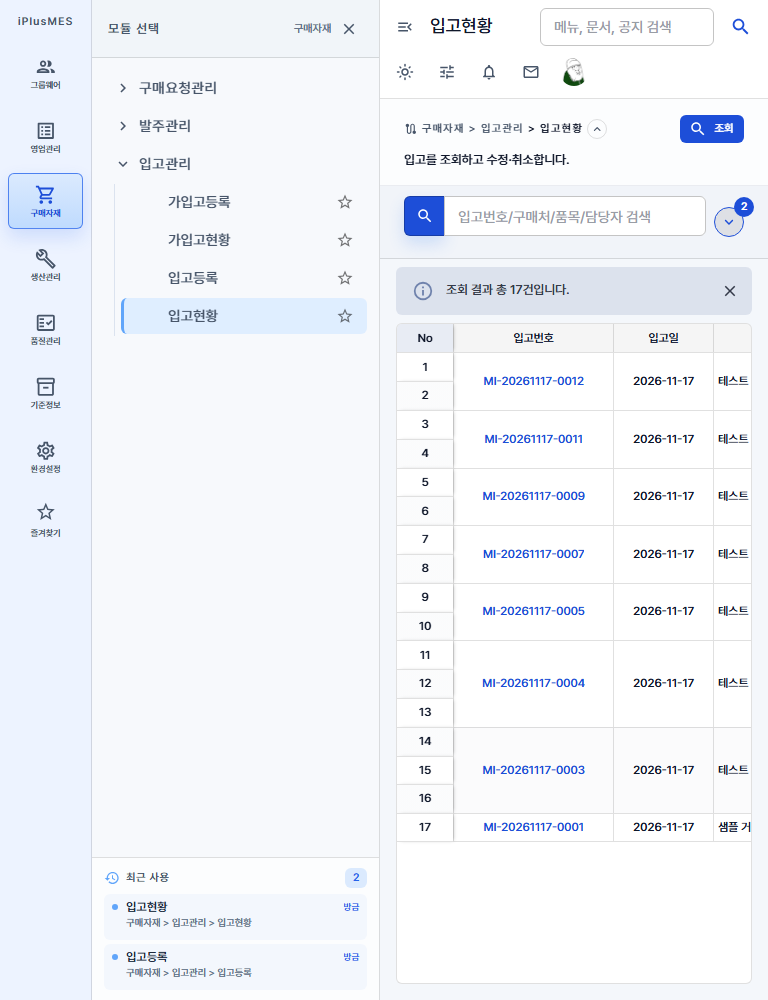 iPlusMES
그룹웨어
영업관리
구매자재
생산관리
품질관리
기준정보
환경설정
즐겨찾기
모듈 선택
구매자재
구매요청관리
발주관리
입고관리
가입고등록
가입고현황
입고등록
입고현황
최근 사용
2
입고현황
방금
구매자재 > 입고관리 > 입고현황
입고등록
방금
구매자재 > 입고관리 > 입고등록
입고현황
메뉴, 문서, 공지 검색
구매자재 > 입고관리 > 입고현황
조회
입고를 조회하고 수정·취소합니다.
입고번호/구매처/품목/담당자 검색
2
조회 결과 총 17건입니다.
No 입고번호 입고일
1
2
MI-20261117-0012 2026-11-17 테스트
3
4
MI-20261117-0011 2026-11-17 테스트
5
6
MI-20261117-0009 2026-11-17 테스트
7
8
MI-20261117-0007 2026-11-17 테스트
9
10
MI-20261117-0005 2026-11-17 테스트
11
12
13
MI-20261117-0004 2026-11-17 테스트
14
15
16
MI-20261117-0003 2026-11-17 테스트
17 MI-20261117-0001 2026-11-17 샘플 거